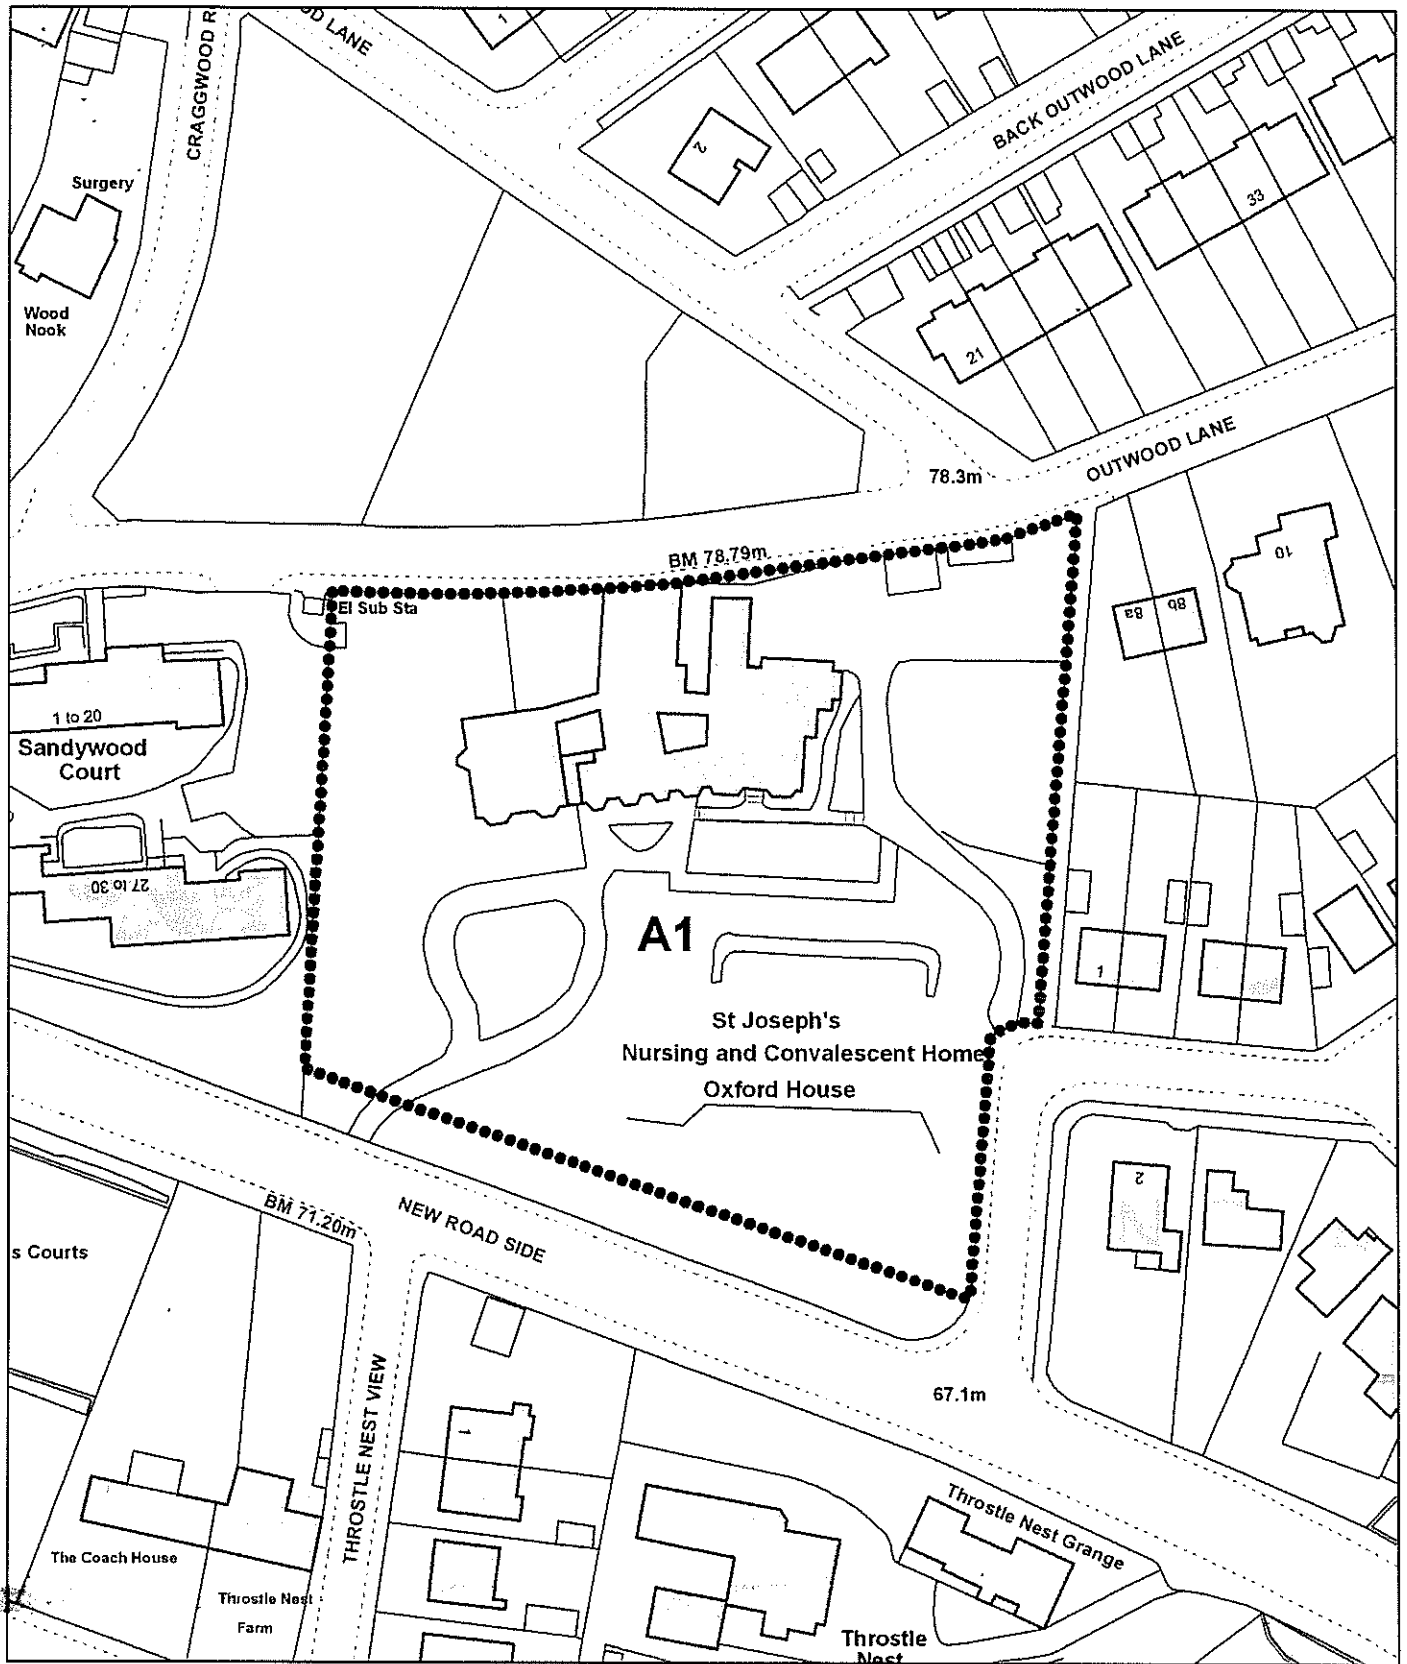 OD LANE
1
CRAGGWOOD R
BACK OUTWOOD LANE
2
Surgery
33
Wood
Nook
21
OUTWOOD LANE
78.3m
BM 78.79m
10
El Sub Sta
8a
8b
1 to 20
Sandywood
Court
27 to 30
A1
1
St Joseph's
Nursing and Convalescent Home
Oxford House
2
BM 71.20m
NEW ROAD SIDE
s Courts
67.1m
THROSTLE NEST VIEW
1
Throstle Nest Grange
The Coach House
Throstle Nest
Farm
Throstle
Nest